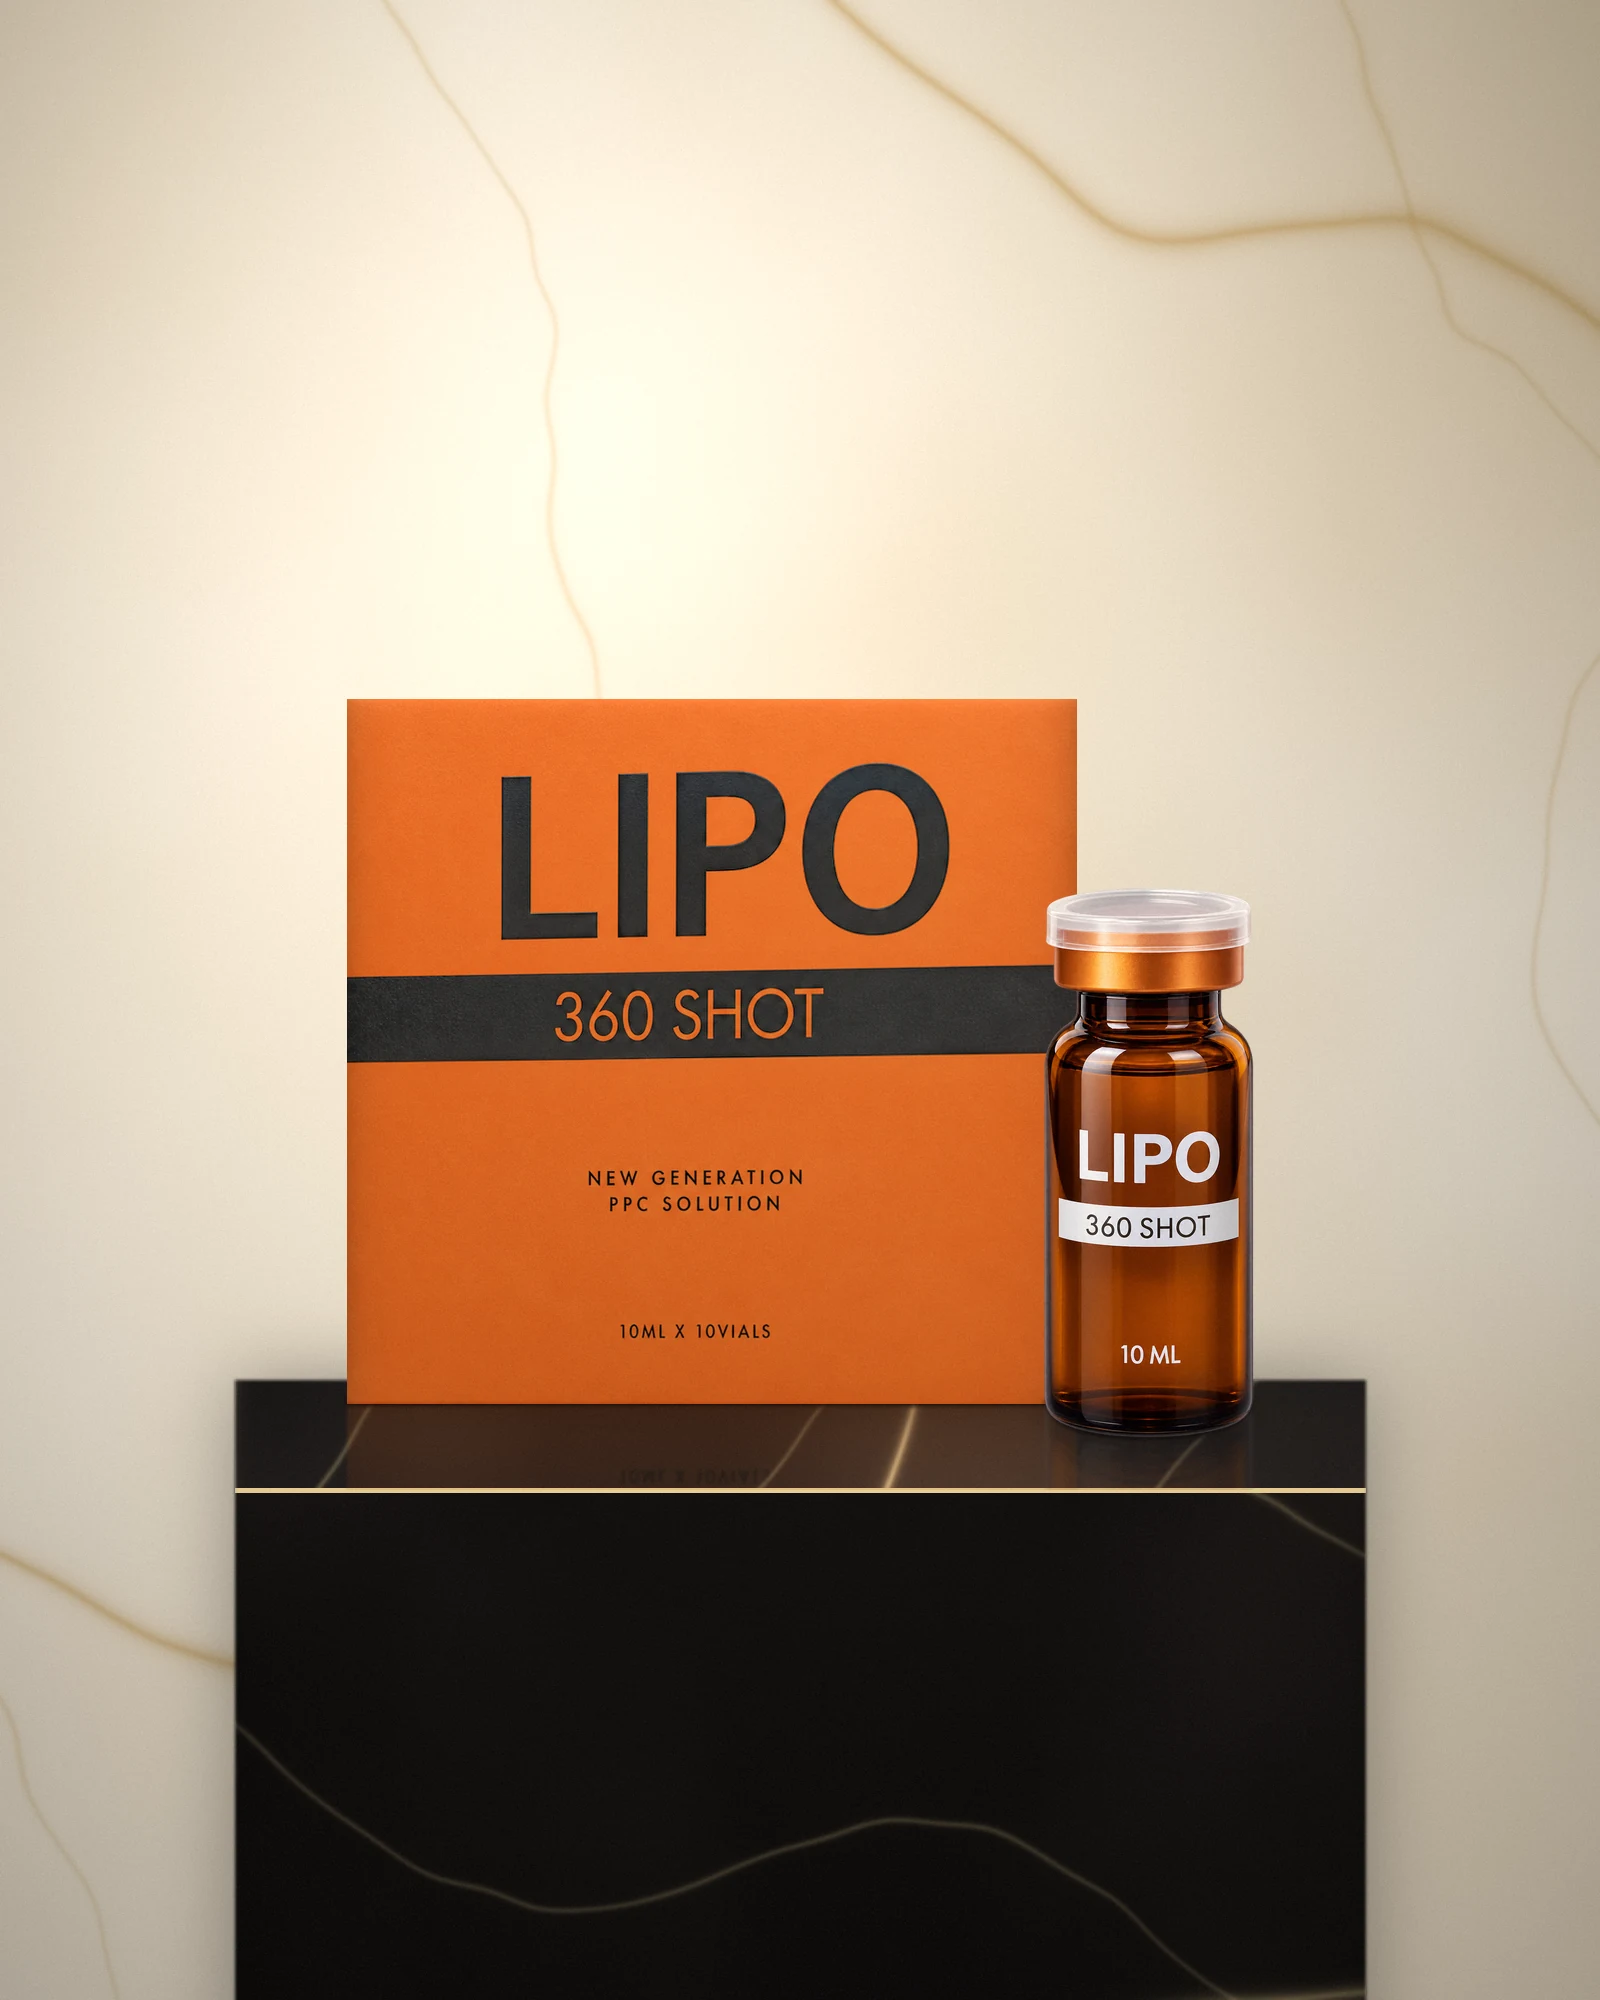 LIPO
360 SHOT
NEW GENERATION
PPC SOLUTION
10ML X 10VIALS
LIPO
360 SHOT
10 ML